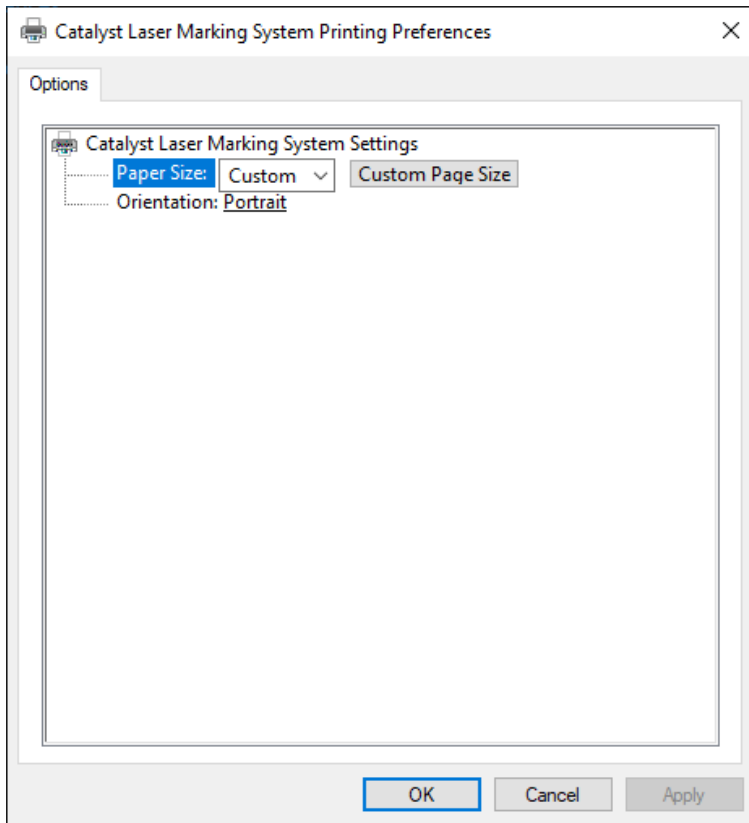 Catalyst Laser Marking System Printing Preferences
Options
Catalyst Laser Marking System Settings
Paper Size: Custom Custom Page Size
Orientation: Portrait
OK Cancel Apply